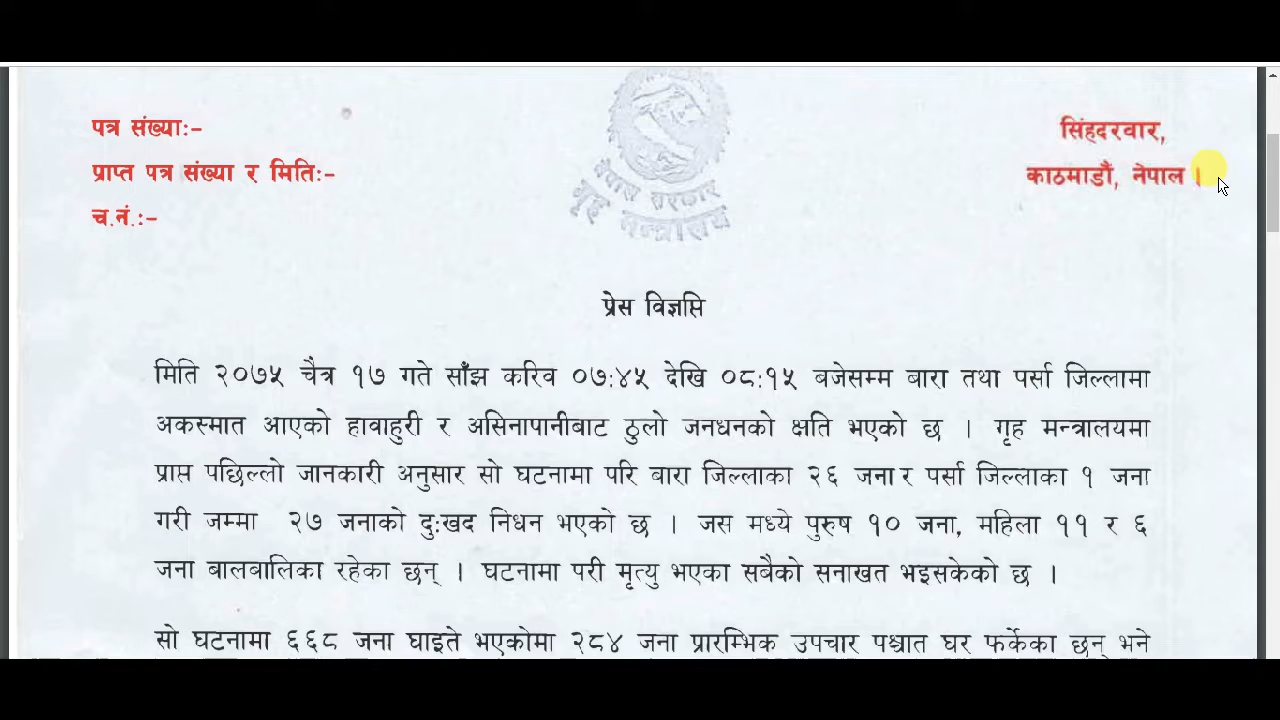 नेपाल सरकार
गृह मन्त्रालय
पत्र संख्याः-
प्राप्त पत्र संख्या र मितिः-
च.नं.:-
सिंहदरवार,
काठमाडौं, नेपाल ।
प्रेस विज्ञप्ति
मिति २०७५ चैत्र १७ गते साँझ करिव ०७:४५ देखि ०८:१५ बजेसम्म बारा तथा पर्सा जिल्लामा
अकस्मात आएको हावाहुरी र असिनापानीबाट ठुलो जनधनको क्षति भएको छ । गृह मन्त्रालयमा
प्राप्त पछिल्लो जानकारी अनुसार सो घटनामा परि बारा जिल्लाका २६ जना र पर्सा जिल्लाका १ जना
गरी जम्मा २७ जनाको दुःखद निधन भएको छ । जस मध्ये पुरुष १० जना, महिला ११ र ६
जना बालबालिका रहेका छन् । घटनामा परी मृत्यु भएका सबैको सनाखत भइसकेको छ ।
सो घटनामा ६६८ जना घाइते भएकोमा २८४ जना प्रारम्भिक उपचार पश्चात घर फर्केका छन् भने